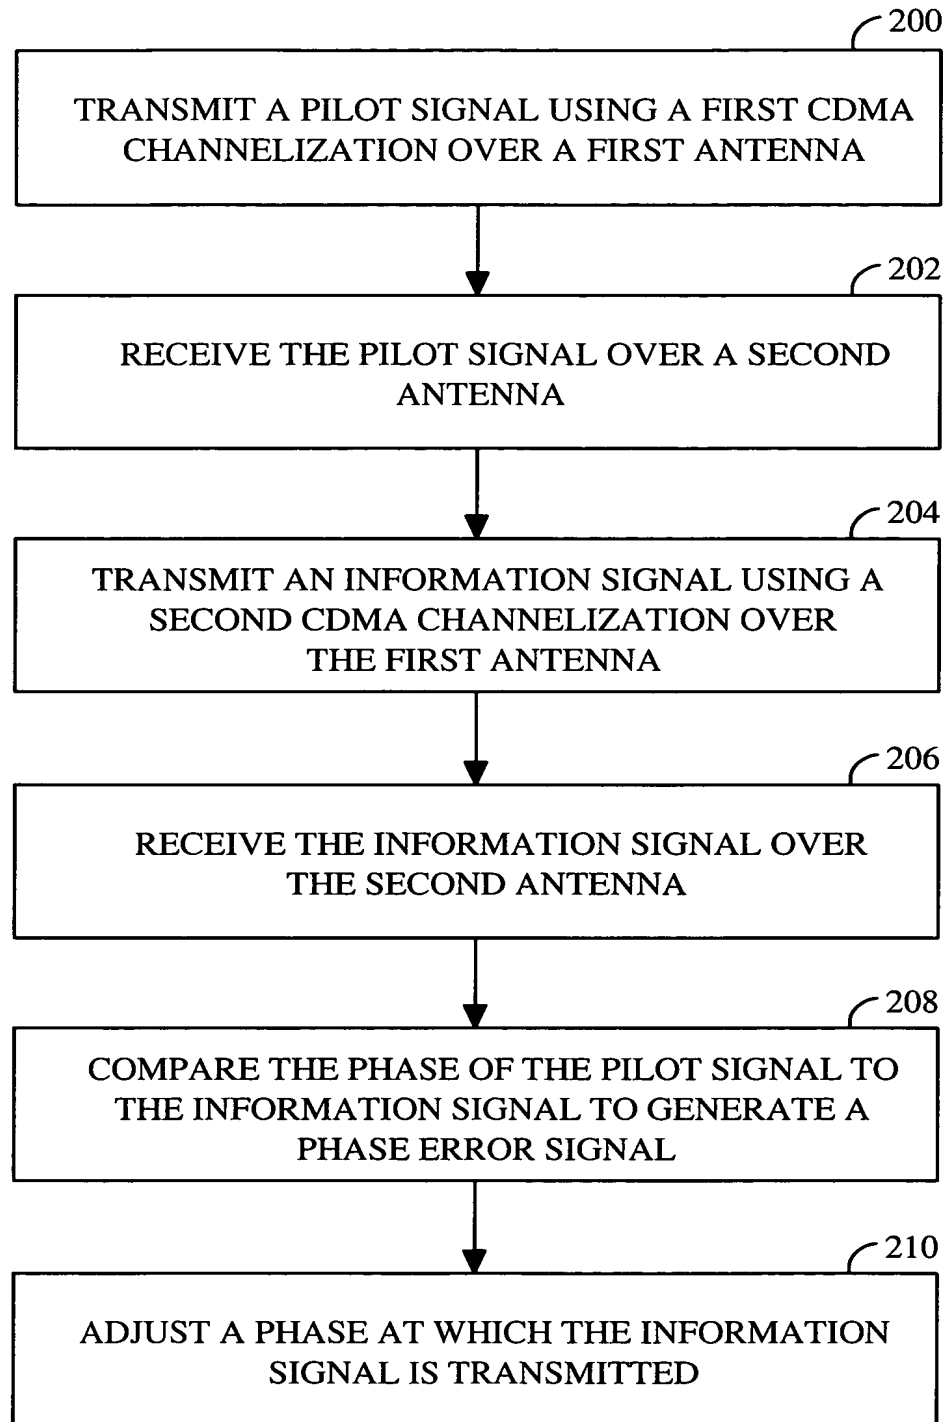 200
TRANSMIT A PILOT SIGNAL USING A FIRST CDMA
CHANNELIZATION OVER A FIRST ANTENNA
202
RECEIVE THE PILOT SIGNAL OVER A SECOND
ANTENNA
204
TRANSMIT AN INFORMATION SIGNAL USING A
SECOND CDMA CHANNELIZATION OVER
THE FIRST ANTENNA
206
RECEIVE THE INFORMATION SIGNAL OVER
THE SECOND ANTENNA
208
COMPARE THE PHASE OF THE PILOT SIGNAL TO
THE INFORMATION SIGNAL TO GENERATE A
PHASE ERROR SIGNAL
210
ADJUST A PHASE AT WHICH THE INFORMATION
SIGNAL IS TRANSMITTED